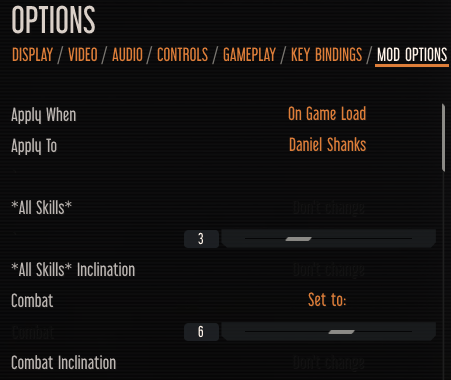 OPTIONS
DISPLAY / VIDEO / AUDIO / CONTROLS / GAMEPLAY / KEY BINDINGS / MOD OPTIONS
Apply When On Game Load
Apply To Daniel Shanks
*All Skills* Don't change
3
*All Skills* Inclination Don't change
Combat Set to:
Combat 6
Combat Inclination Don't change